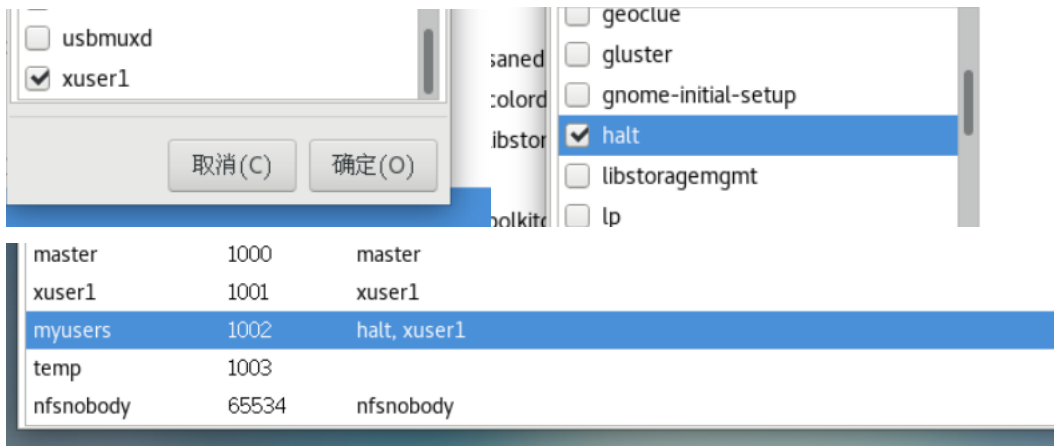 usbmuxd
xuser1
取消(C) 确定(O)
saned
colord
libstor
polkit
geoclue
gluster
gnome-initial-setup
halt
libstoragemgmt
lp
master 1000 master
xuser1 1001 xuser1
myusers 1002 halt, xuser1
temp 1003
nfsnobody 65534 nfsnobody